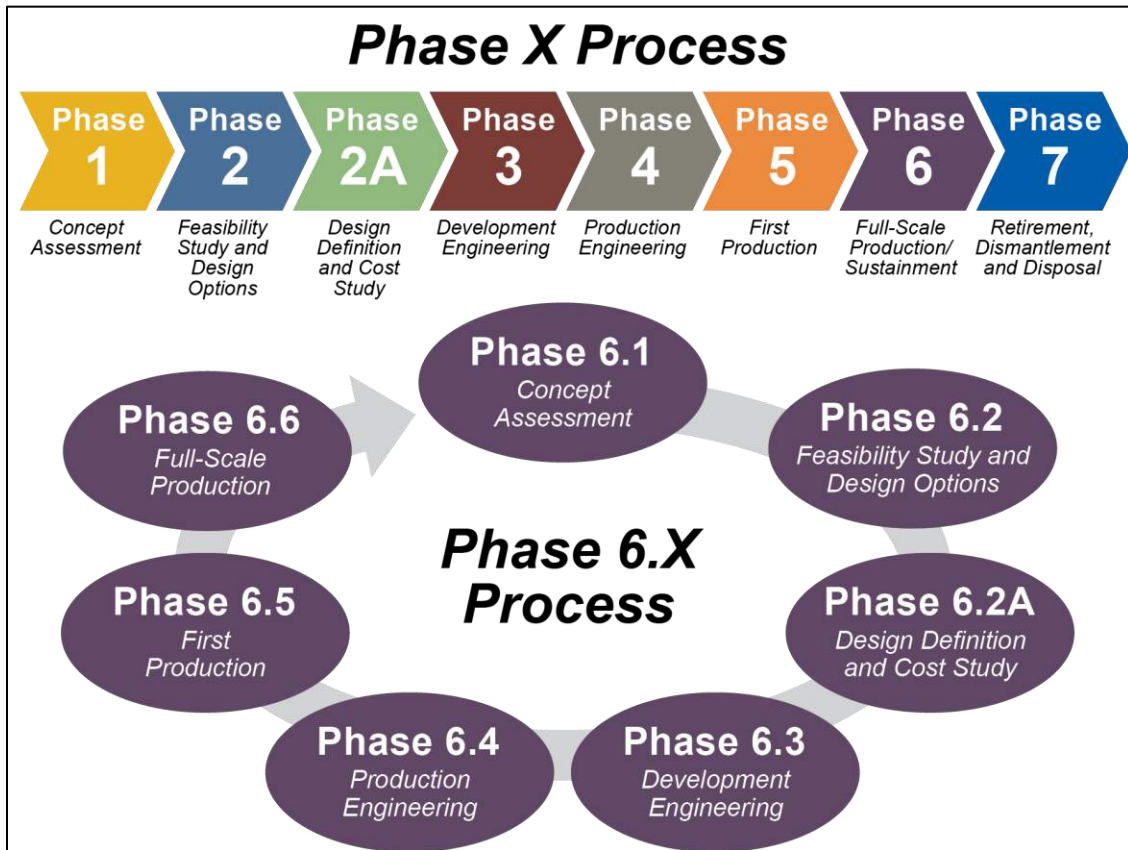 Phase X Process
Phase
1
Phase
2
Phase
2A
Phase
3
Phase
4
Phase
5
Phase
6
Phase
7
Concept
Assessment
Feasibility
Study and
Design
Options
Design
Definition
and Cost
Study
Development
Engineering
Production
Engineering
First
Production
Full-Scale
Production/
Sustainment
Retirement,
Dismantlement
and Disposal
Phase 6.1
Concept
Assessment
Phase 6.2
Feasibility Study and
Design Options
Phase 6.2A
Design Definition
and Cost Study
Phase 6.3
Development
Engineering
Phase 6.4
Production
Engineering
Phase 6.5
First
Production
Phase 6.6
Full-Scale
Production
Phase 6.X
Process